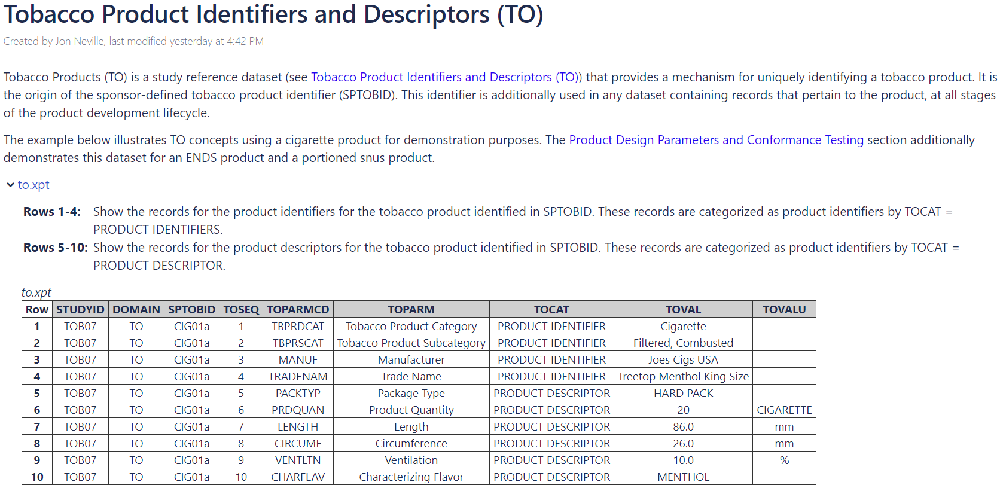 Tobacco Product Identifiers and Descriptors (TO)
Created by Jon Neville, last modified yesterday at 4:42 PM
Tobacco Products (TO) is a study reference dataset (see Tobacco Product Identifiers and Descriptors (TO)) that provides a mechanism for uniquely identifying a tobacco product. It is
the origin of the sponsor-defined tobacco product identifier (SPTOBID). This identifier is additionally used in any dataset containing records that pertain to the product, at all stages
of the product development lifecycle.
The example below illustrates TO concepts using a cigarette product for demonstration purposes. The Product Design Parameters and Conformance Testing section additionally
demonstrates this dataset for an ENDS product and a portioned snus product.
to.xpt
Rows 1-4: Show the records for the product identifiers for the tobacco product identified in SPTOBID. These records are categorized as product identifiers by TOCAT =
PRODUCT IDENTIFIERS.
Rows 5-10: Show the records for the product descriptors for the tobacco product identified in SPTOBID. These records are categorized as product identifiers by TOCAT =
PRODUCT DESCRIPTOR.
to.xpt
Row STUDYID DOMAIN SPTOBID TOSEQ TOPARMCD TOPARM TOCAT TOVAL TOVALU
1 TOB07 TO CIG01a 1 TBPRDCAT Tobacco Product Category PRODUCT IDENTIFIER Cigarette
2 TOB07 TO CIG01a 2 TBPRSCAT Tobacco Product Subcategory PRODUCT IDENTIFIER Filtered, Combusted
3 TOB07 TO CIG01a 3 MANUF Manufacturer PRODUCT IDENTIFIER Joes Cigs USA
4 TOB07 TO CIG01a 4 TRADENAM Trade Name PRODUCT IDENTIFIER Treetop Menthol King Size
5 TOB07 TO CIG01a 5 PACKTYP Package Type PRODUCT DESCRIPTOR HARD PACK
6 TOB07 TO CIG01a 6 PRDQUAN Product Quantity PRODUCT DESCRIPTOR 20 CIGARETTE
7 TOB07 TO CIG01a 7 LENGTH Length PRODUCT DESCRIPTOR 86.0 mm
8 TOB07 TO CIG01a 8 CIRCUMF Circumference PRODUCT DESCRIPTOR 26.0 mm
9 TOB07 TO CIG01a 9 VENTLTN Ventilation PRODUCT DESCRIPTOR 10.0 %
10 TOB07 TO CIG01a 10 CHARFLAV Characterizing Flavor PRODUCT DESCRIPTOR MENTHOL